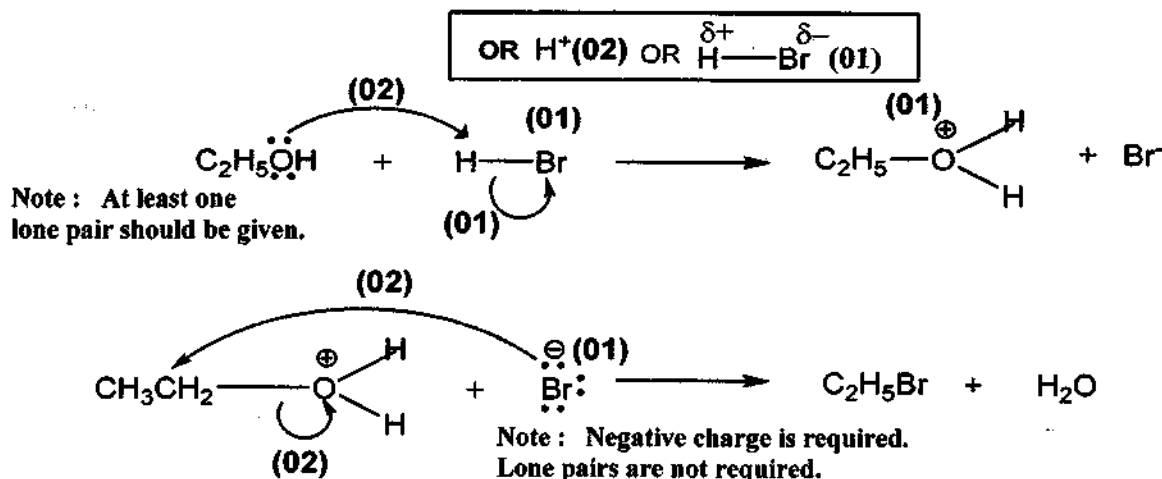 δ+ δ−
OR H⁺(02) OR H—Br (01)
(02) (01) (01)
C₂H₅ÖH + H—Br ⟶ C₂H₅—O⊕ H H + Br⁻
Note : At least one
lone pair should be given.
(01)
(02)
⊖ (01)
CH₃CH₂—O⊕ H H + Br: ⟶ C₂H₅Br + H₂O
(02)
Note : Negative charge is required.
Lone pairs are not required.